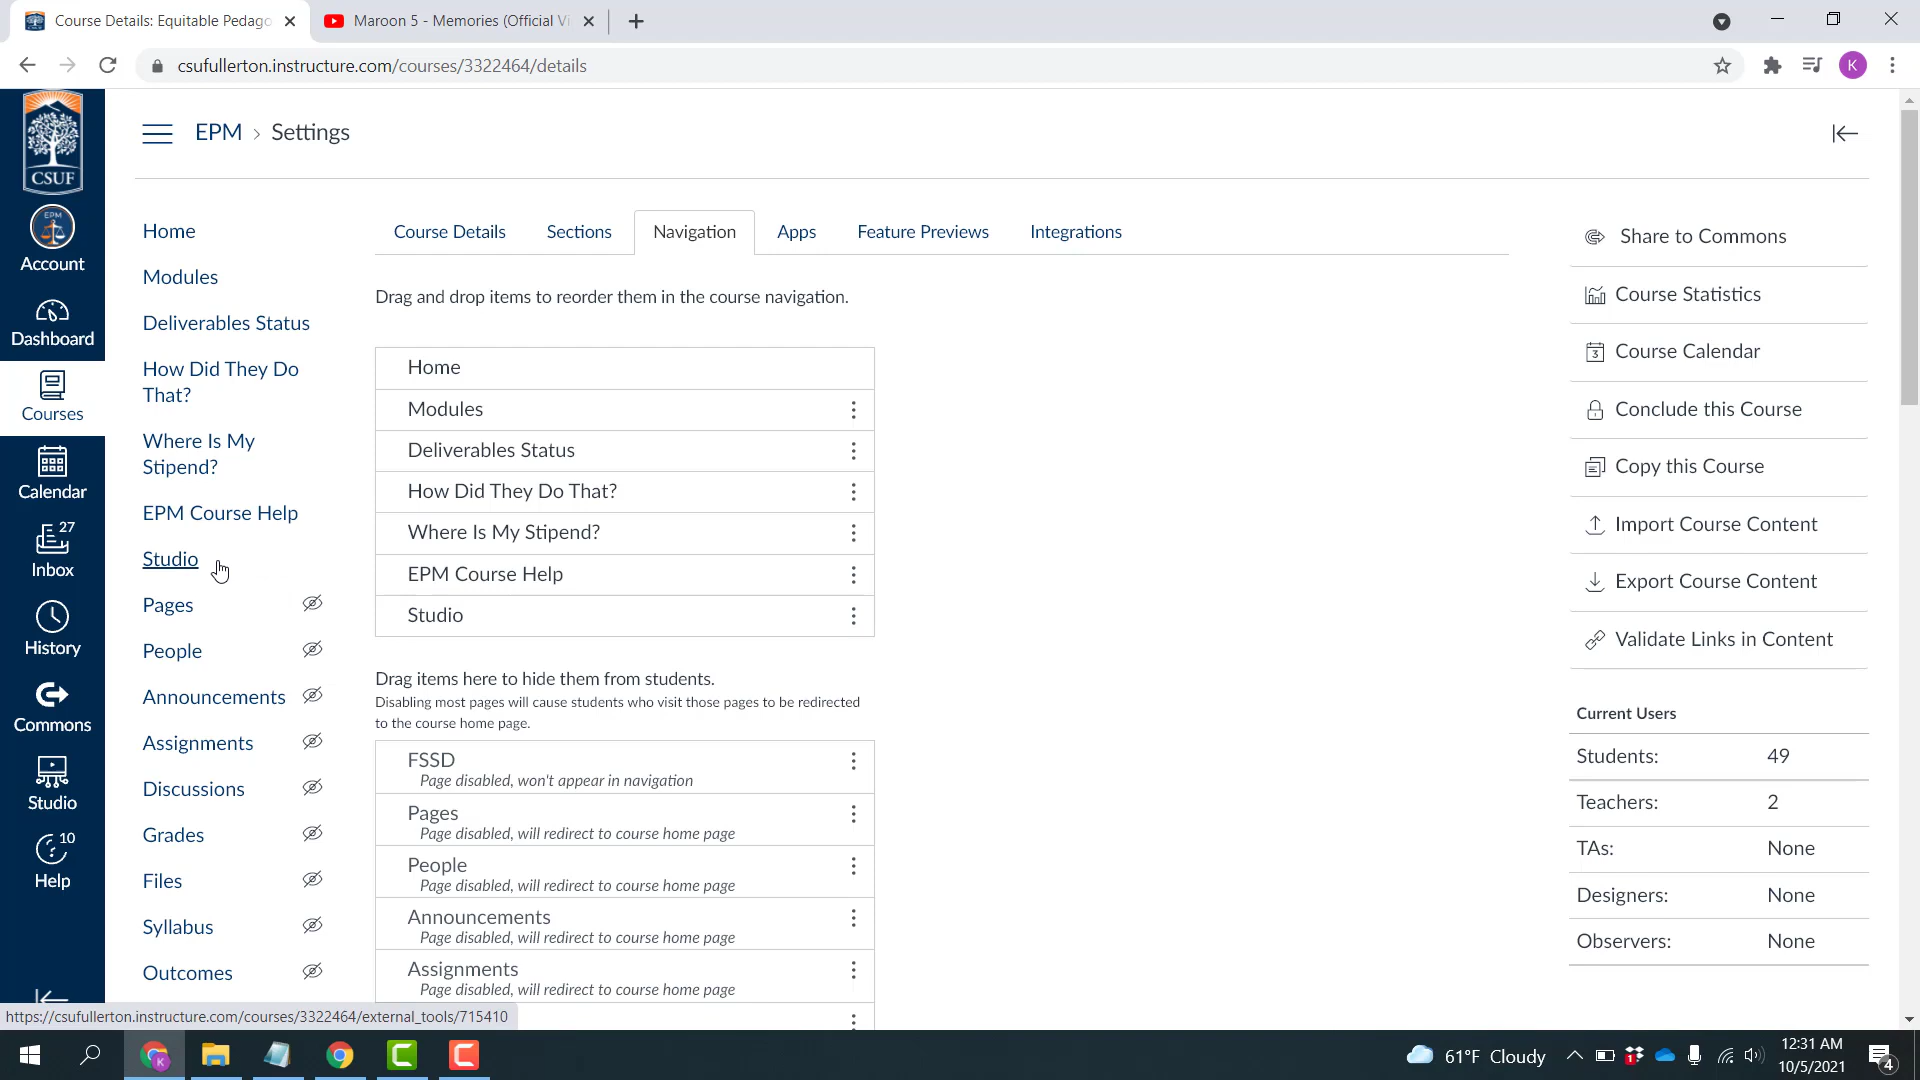 Course Details: Equitable Pedago
Maroon 5 - Memories (Official Vi
csufullerton.instructure.com/courses/3322464/details
K
CSUF
EPM
Account
Dashboard
Courses
Calendar
27
Inbox
History
Commons
Studio
10
Help
EPM › Settings
Home
Modules
Deliverables Status
How Did They Do
That?
Where Is My
Stipend?
EPM Course Help
Studio
Pages
People
Announcements
Assignments
Discussions
Grades
Files
Syllabus
Outcomes
Course Details
Sections
Navigation
Apps
Feature Previews
Integrations
Drag and drop items to reorder them in the course navigation.
Home
Modules
Deliverables Status
How Did They Do That?
Where Is My Stipend?
EPM Course Help
Studio
Drag items here to hide them from students.
Disabling most pages will cause students who visit those pages to be redirected
to the course home page.
FSSD
Page disabled, won't appear in navigation
Pages
Page disabled, will redirect to course home page
People
Page disabled, will redirect to course home page
Announcements
Page disabled, will redirect to course home page
Assignments
Page disabled, will redirect to course home page
Share to Commons
Course Statistics
3
Course Calendar
Conclude this Course
Copy this Course
Import Course Content
Export Course Content
Validate Links in Content
Current Users
Students: 49
Teachers: 2
TAs: None
Designers: None
Observers: None
https://csufullerton.instructure.com/courses/3322464/external_tools/715410
K
61°F Cloudy
1
12:31 AM
10/5/2021
4